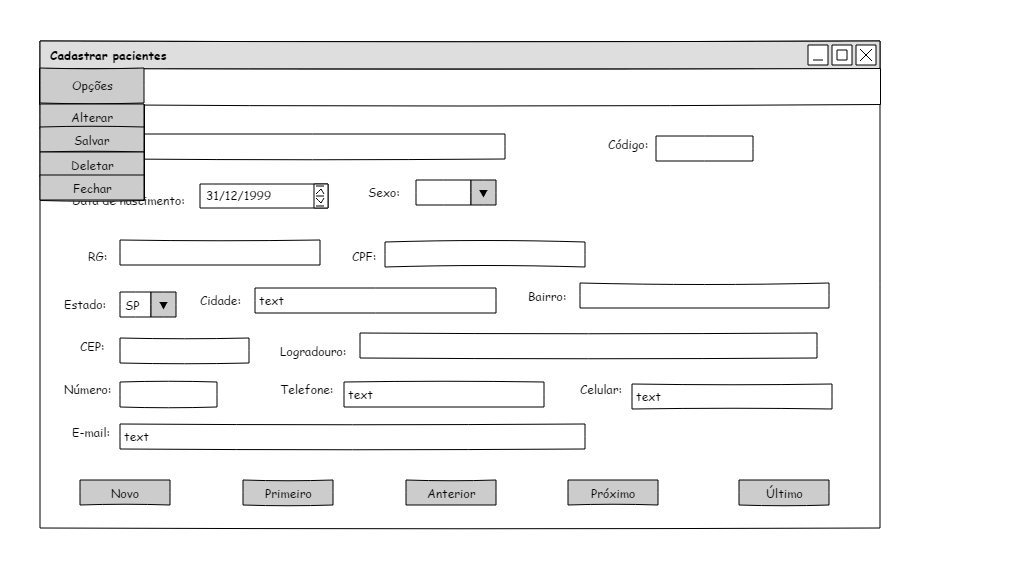 Cadastrar pacientes
Opções
Alterar
Salvar
Código:
Deletar
Fechar
Sexo:
Data de nascimento: 31/12/1999
RG: CPF:
Estado: SP Cidade: text Bairro:
CEP: Logradouro:
Número: Telefone: text Celular: text
E-mail: text
Novo Primeiro Anterior Próximo Último